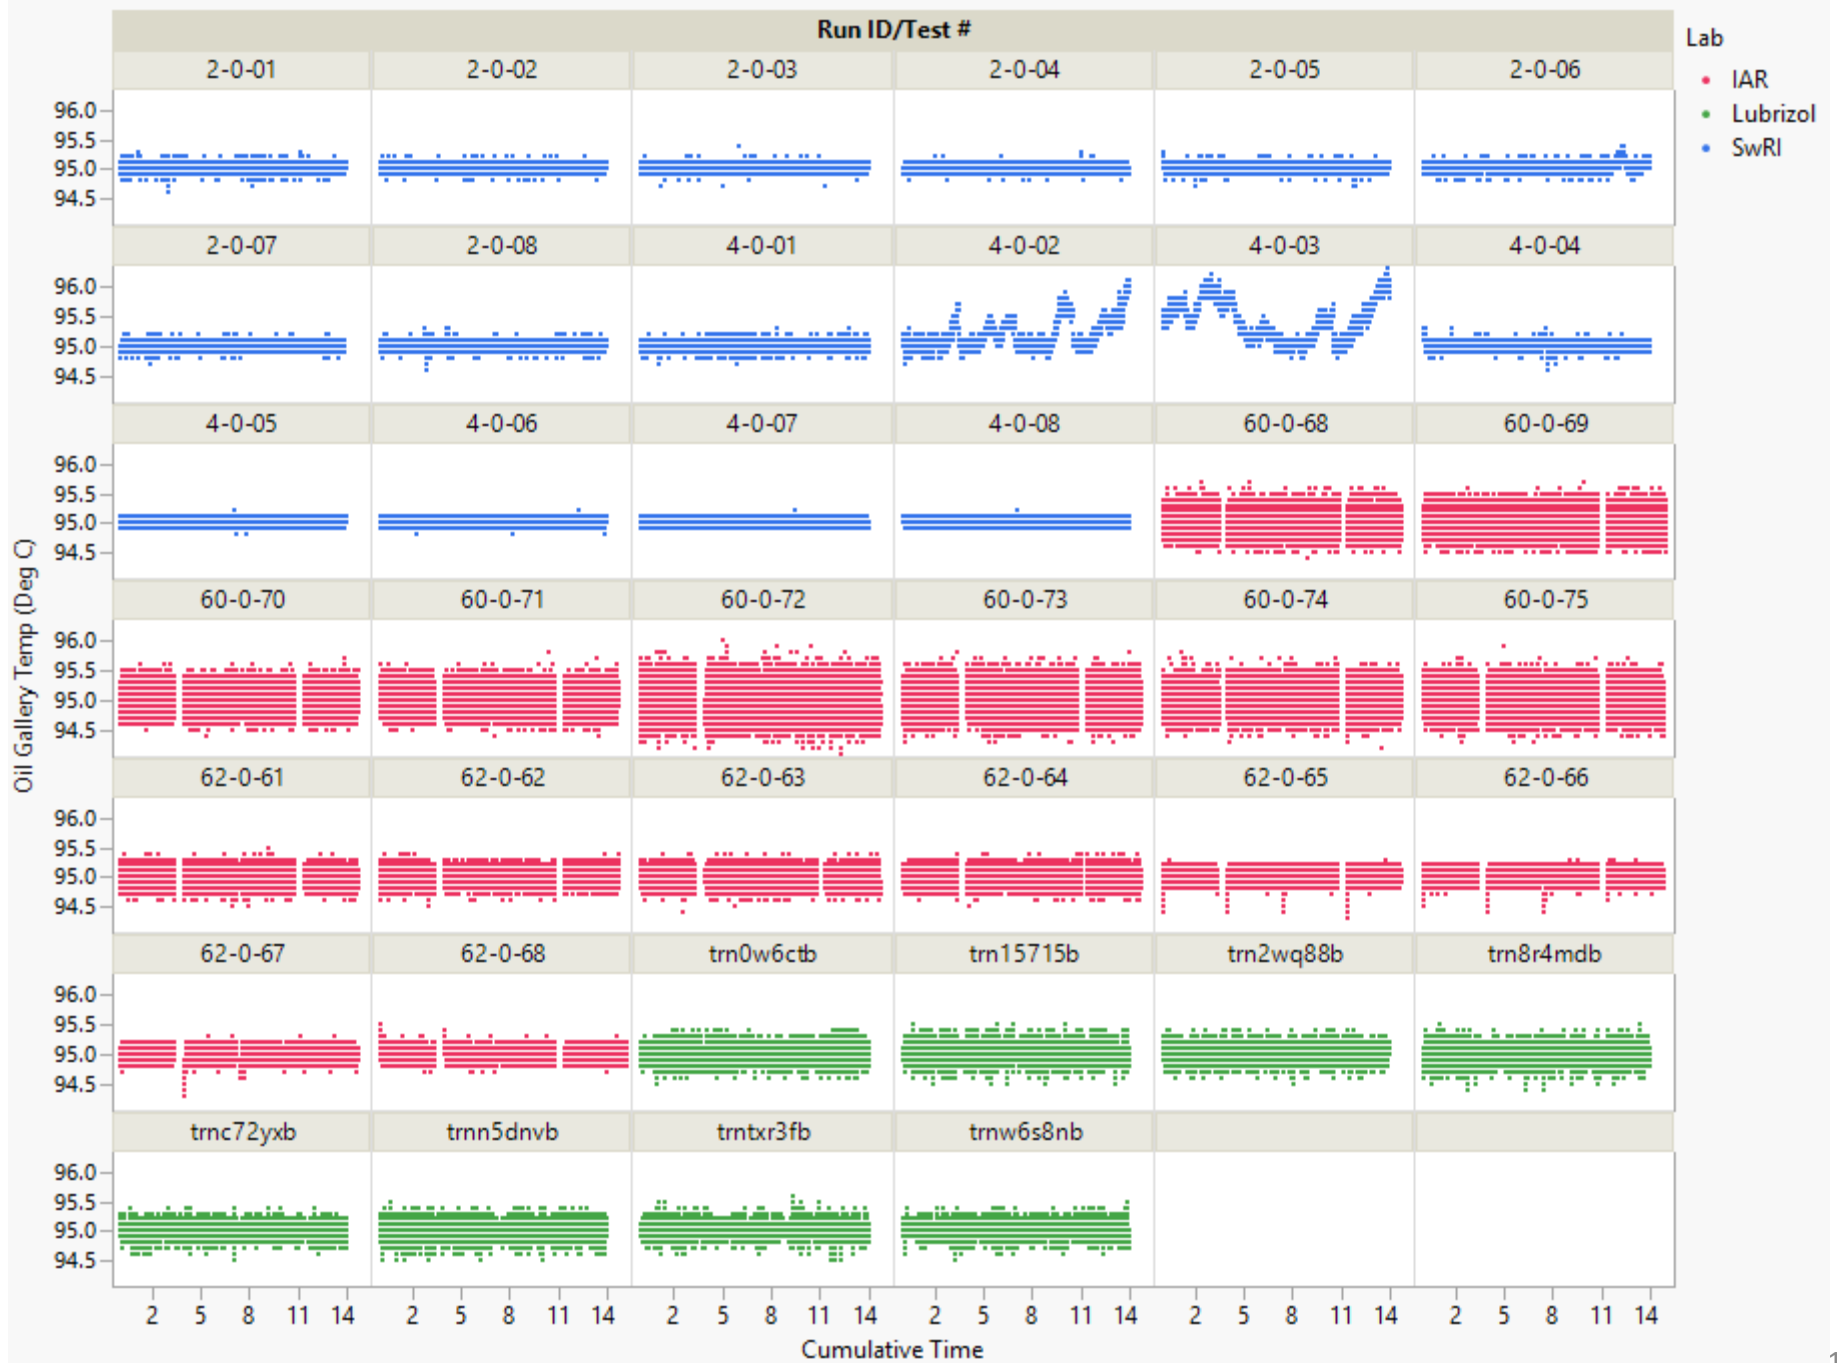 Run ID/Test #
Lab
IAR
Lubrizol
SwRI
2-0-01 2-0-02 2-0-03 2-0-04 2-0-05 2-0-06
96.0
95.5
95.0
94.5
2-0-07 2-0-08 4-0-01 4-0-02 4-0-03 4-0-04
96.0
95.5
95.0
94.5
4-0-05 4-0-06 4-0-07 4-0-08 60-0-68 60-0-69
96.0
95.5
95.0
94.5
60-0-70 60-0-71 60-0-72 60-0-73 60-0-74 60-0-75
96.0
95.5
95.0
94.5
62-0-61 62-0-62 62-0-63 62-0-64 62-0-65 62-0-66
96.0
95.5
95.0
94.5
62-0-67 62-0-68 trn0w6ctb trn15715b trn2wq88b trn8r4mdb
96.0
95.5
95.0
94.5
trnc72yxb trnn5dnvb trntxr3fb trnw6s8nb
96.0
95.5
95.0
94.5
Oil Gallery Temp (Deg C)
2 5 8 11 14 2 5 8 11 14 2 5 8 11 14 2 5 8 11 14 2 5 8 11 14 2 5 8 11 14
Cumulative Time